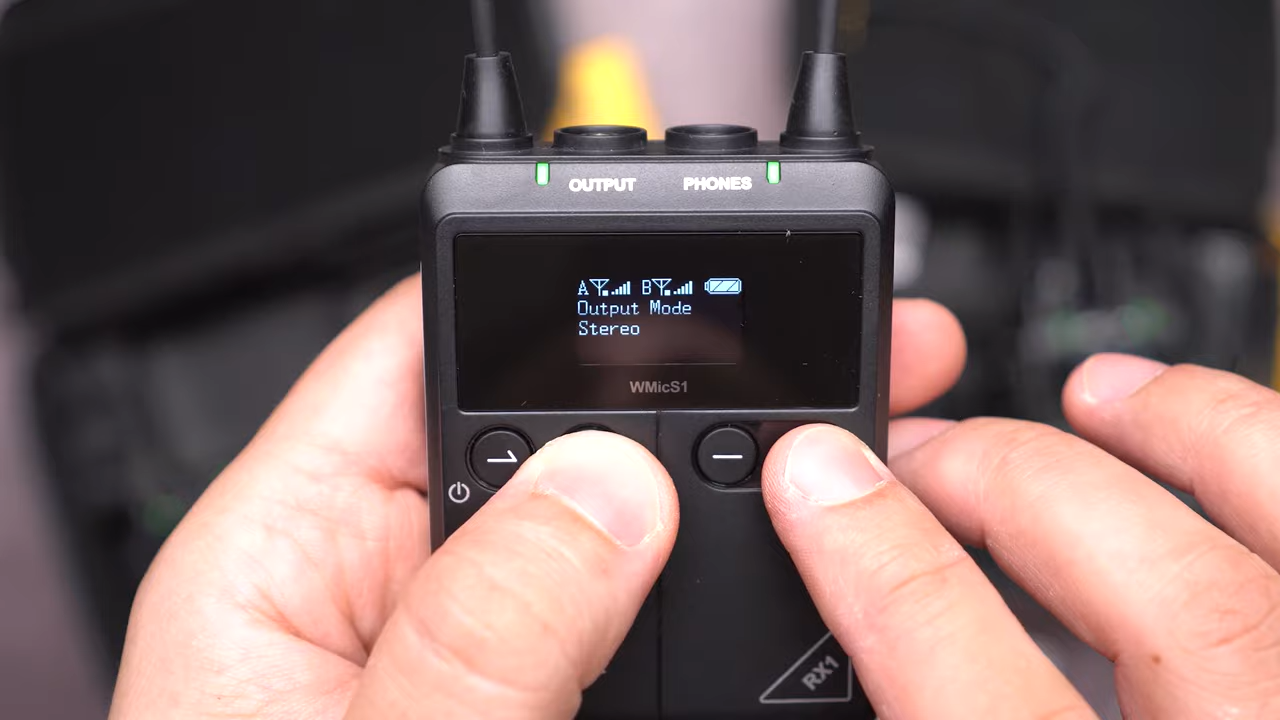 OUTPUT PHONES
A B
Output Mode
Stereo
WMicS1
RX1